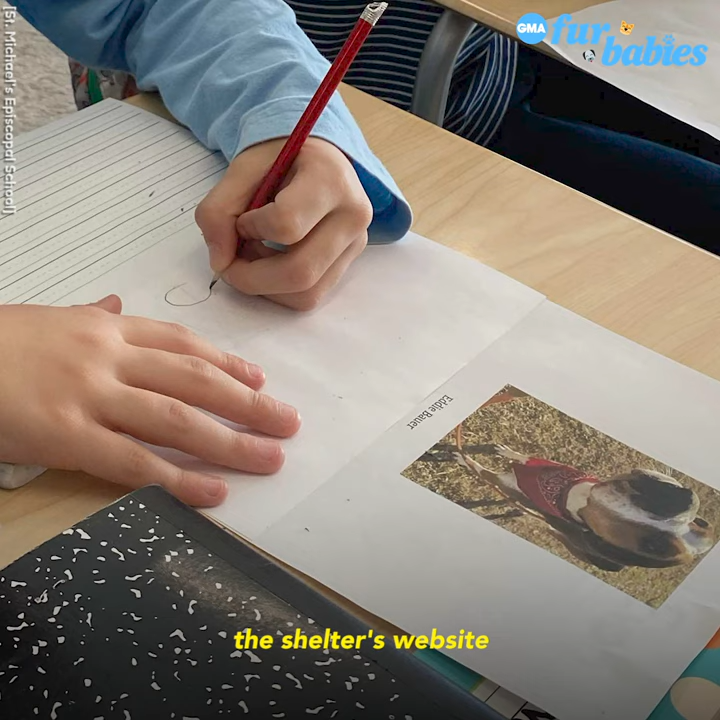 [St. Michael's Episcopal School]
GMA fur
babies
Eddie Bauer
the shelter's website